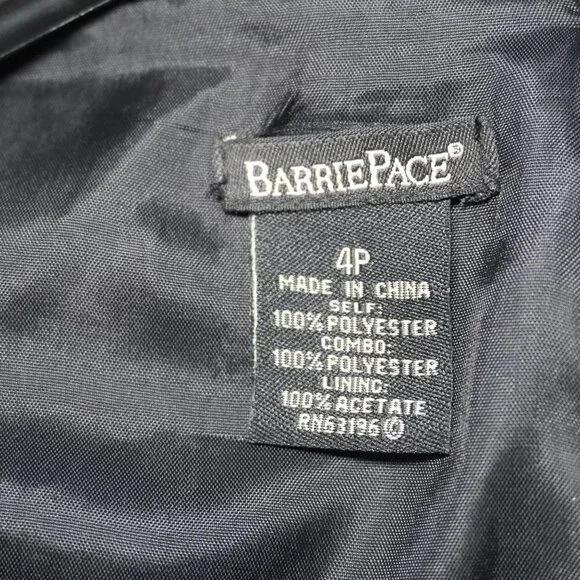 BARRIEPACE®
4P
MADE IN CHINA
SELF:
100% POLYESTER
COMBO:
100% POLYESTER
LINING:
100% ACETATE
RN63196 ©